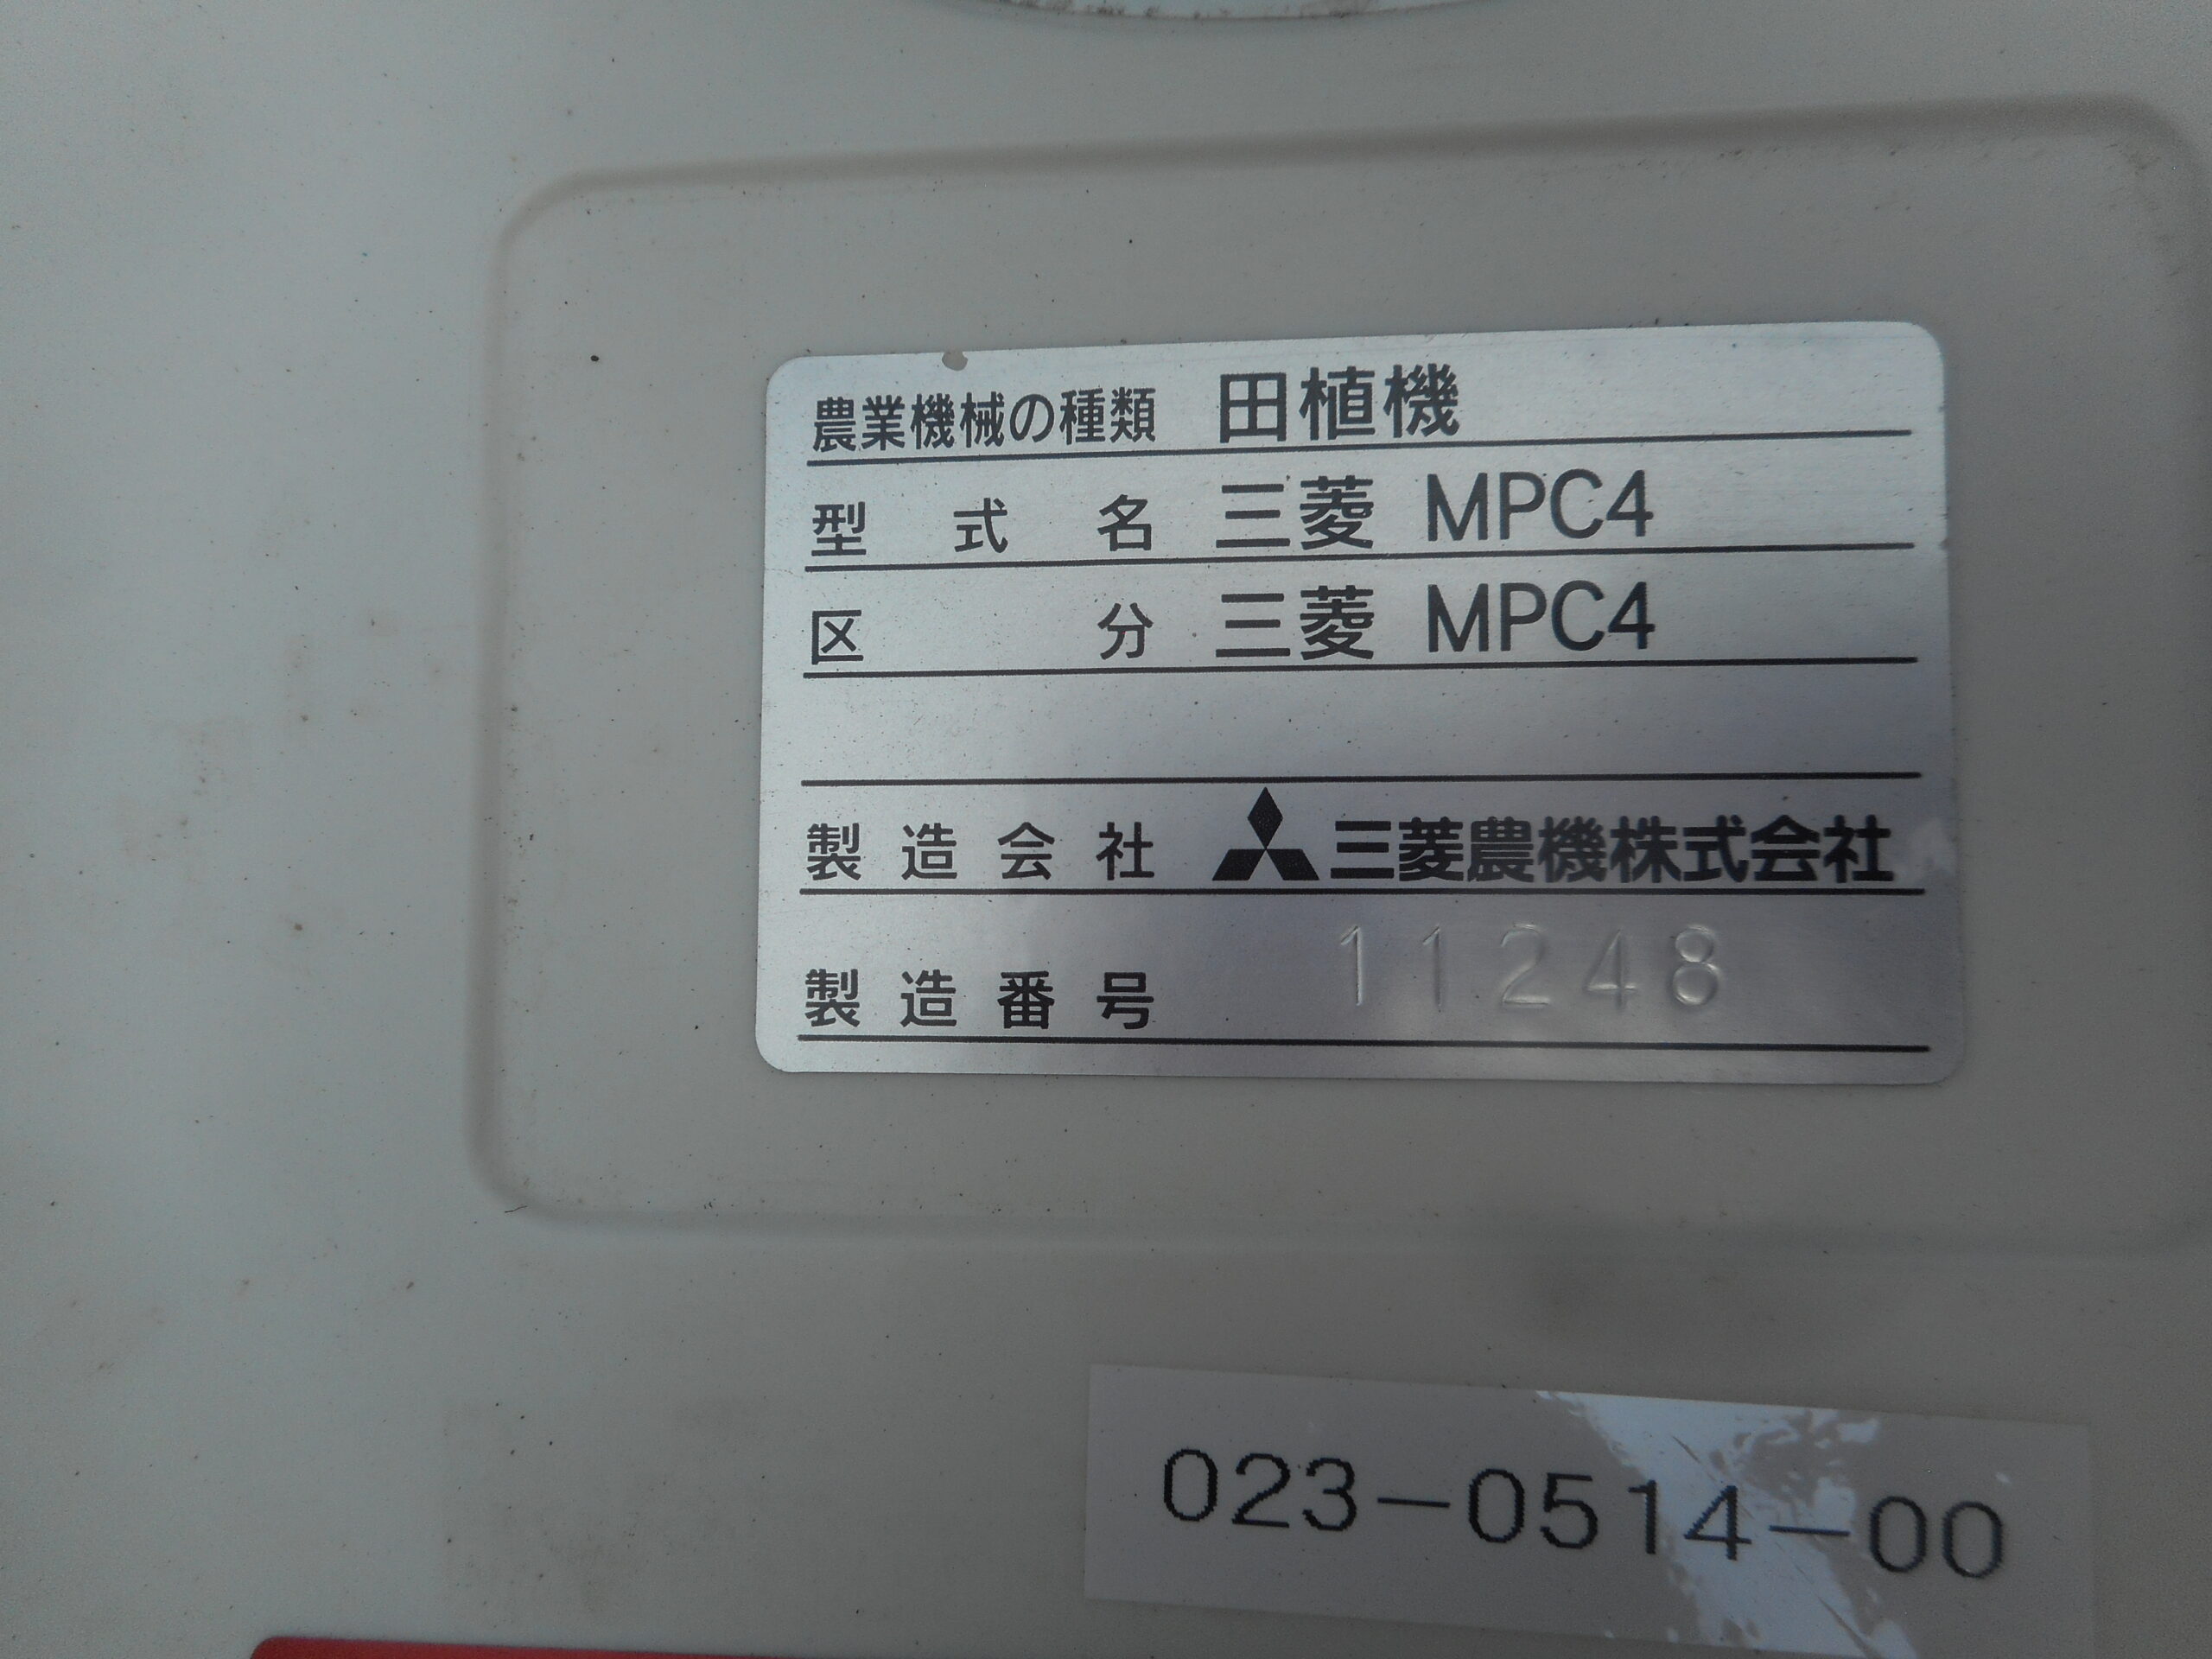 農業機械の種類 田植機
型式名 三菱 MPC4
区分 三菱 MPC4
製造会社 三菱農機株式会社
製造番号 11248
023-0514-00